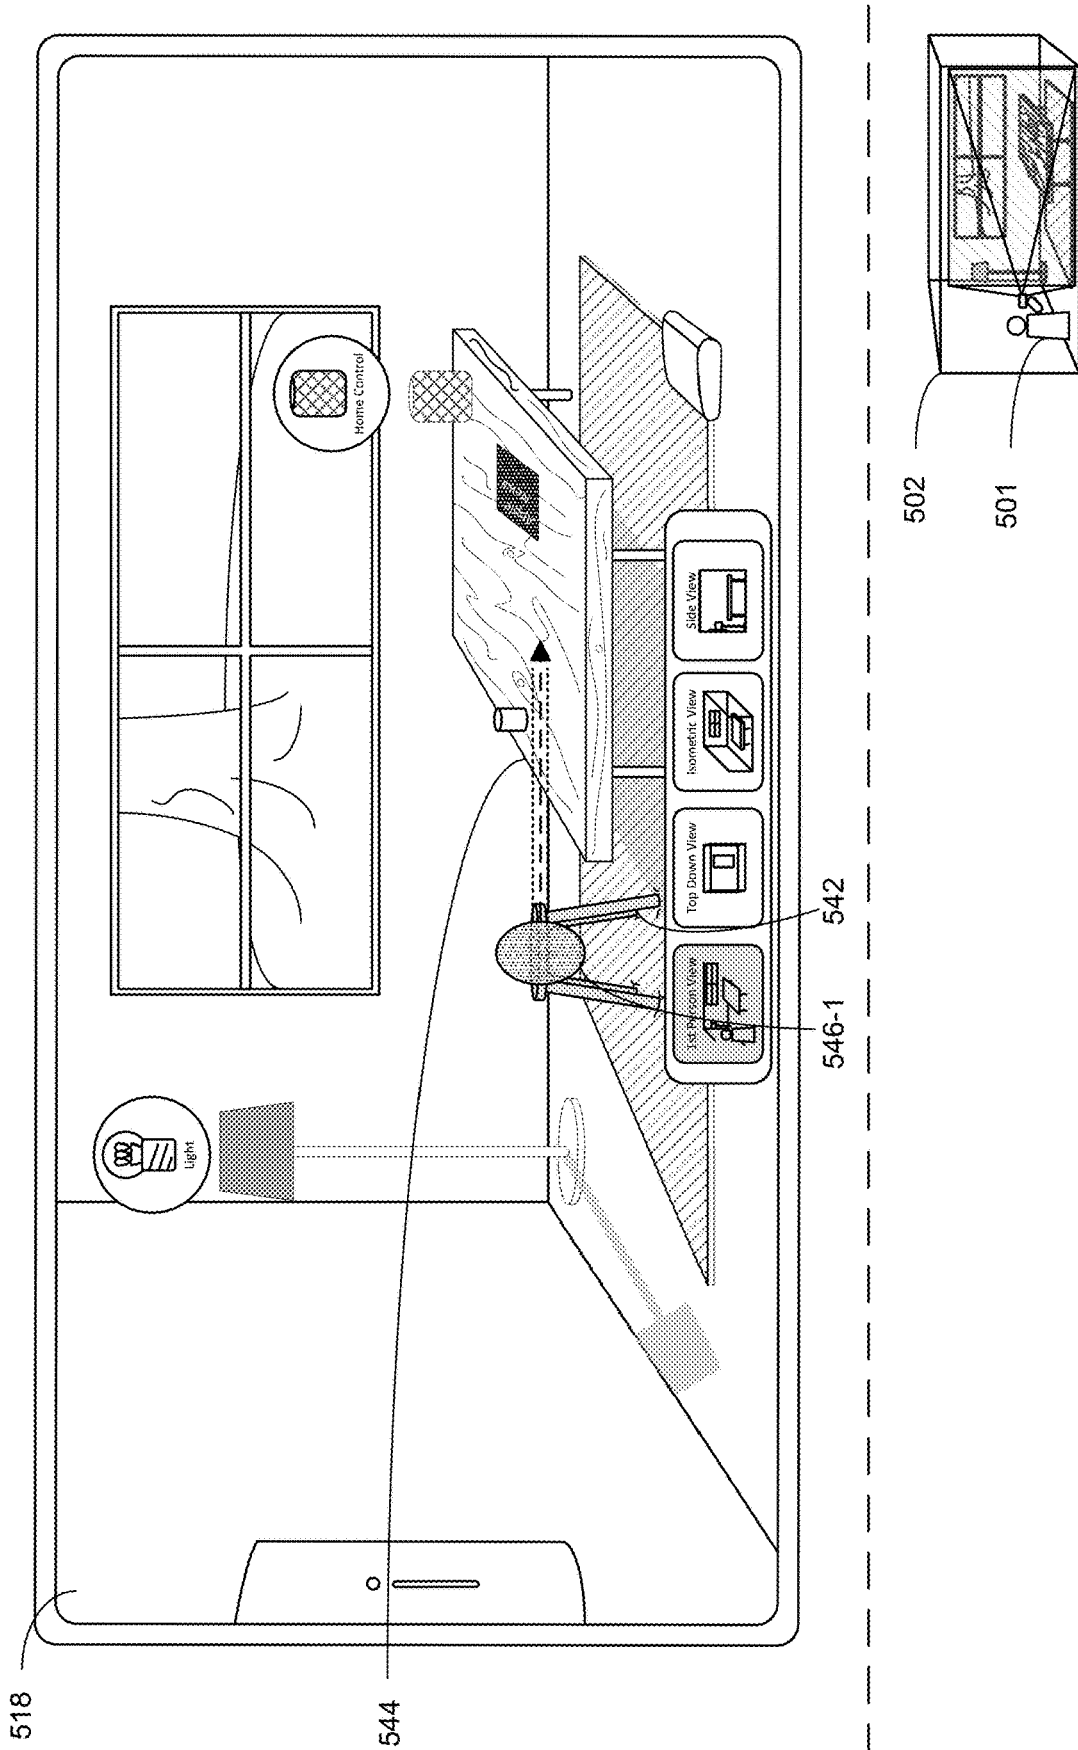 518
544
Light
Home Control
1st Person View
Top Down View
Isometric View
Side View
546-1
542
502
501